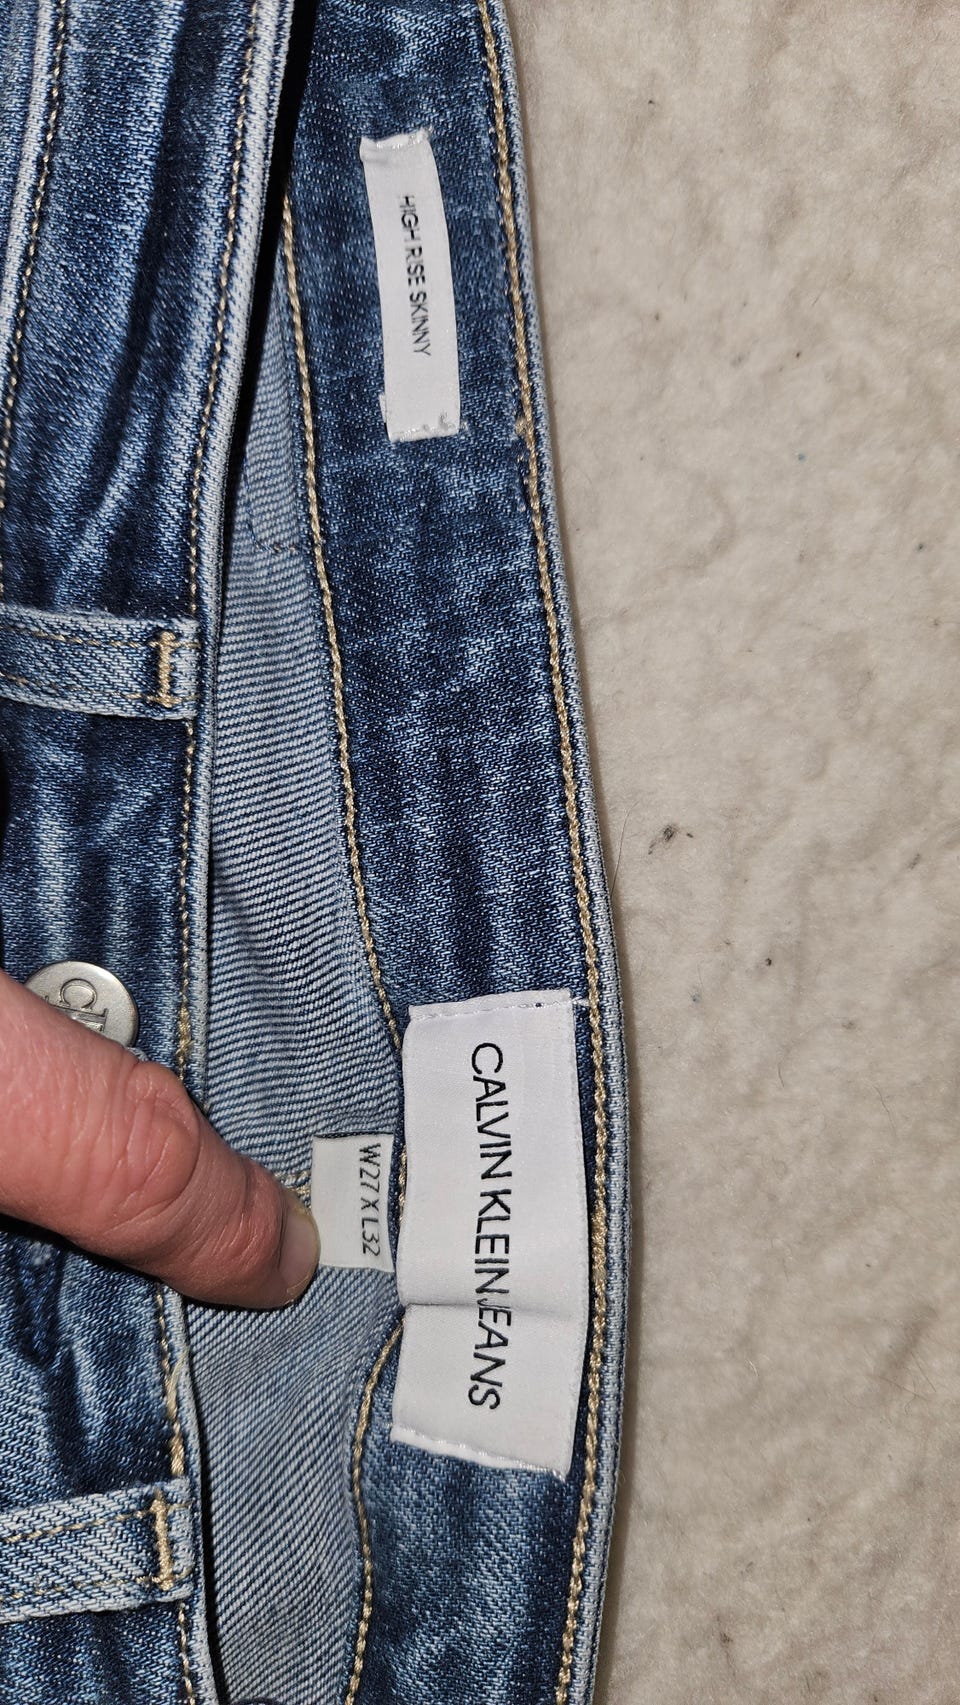 HIGH RISE SKINNY
CALVIN KLEIN JEANS
W27 X L32